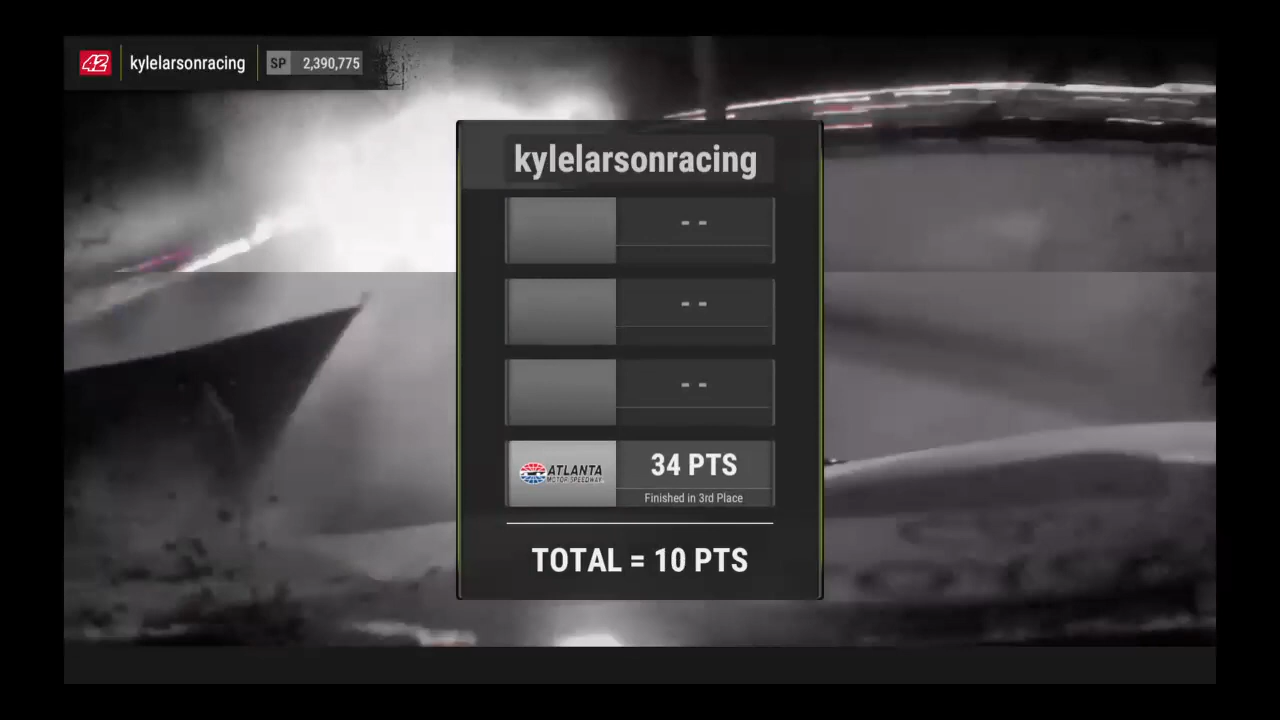 42 kylelarsonracing SP 2,390,775
kylelarsonracing
- -
- -
- -
ATLANTA
MOTOR SPEEDWAY
34 PTS
Finished in 3rd Place
TOTAL = 10 PTS